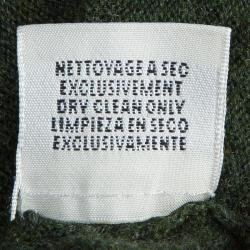 NETTOYAGE A SEC
EXCLUSIVEMENT
DRY CLEAN ONLY
LIMPIEZA EN SECO
EXCLUSIVAMENTE